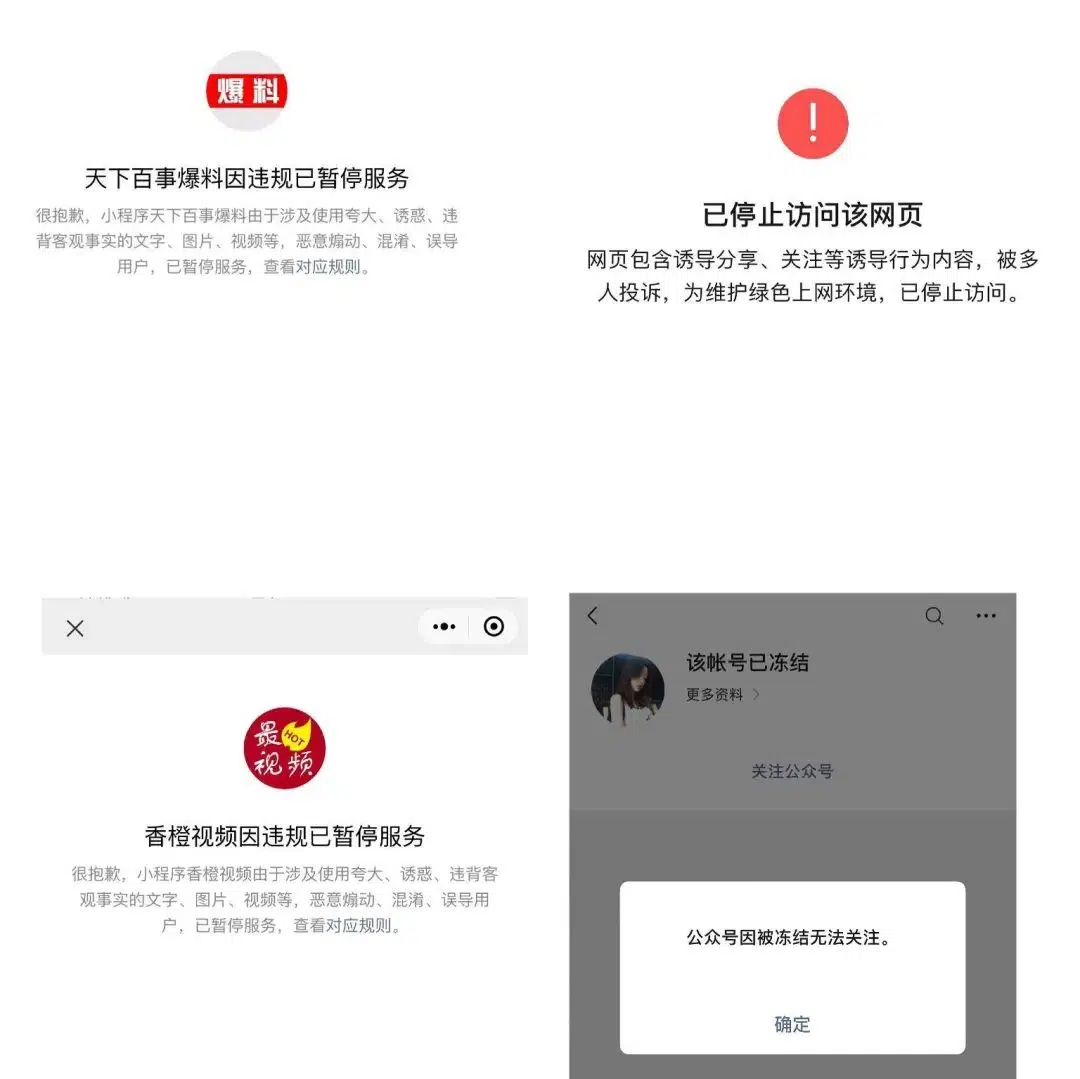 爆料
天下百事爆料因违规已暂停服务
很抱歉，小程序天下百事爆料由于涉及使用夸大、诱惑、违
背客观事实的文字、图片、视频等，恶意煽动、混淆、误导
用户，已暂停服务，查看对应规则。
已停止访问该网页
网页包含诱导分享、关注等诱导行为内容，被多
人投诉，为维护绿色上网环境，已停止访问。
最
HOT
视频
香橙视频因违规已暂停服务
很抱歉，小程序香橙视频由于涉及使用夸大、诱惑、违背客
观事实的文字、图片、视频等，恶意煽动、混淆、误导用
户，已暂停服务，查看对应规则。
该帐号已冻结
更多资料
关注公众号
公众号因被冻结无法关注。
确定